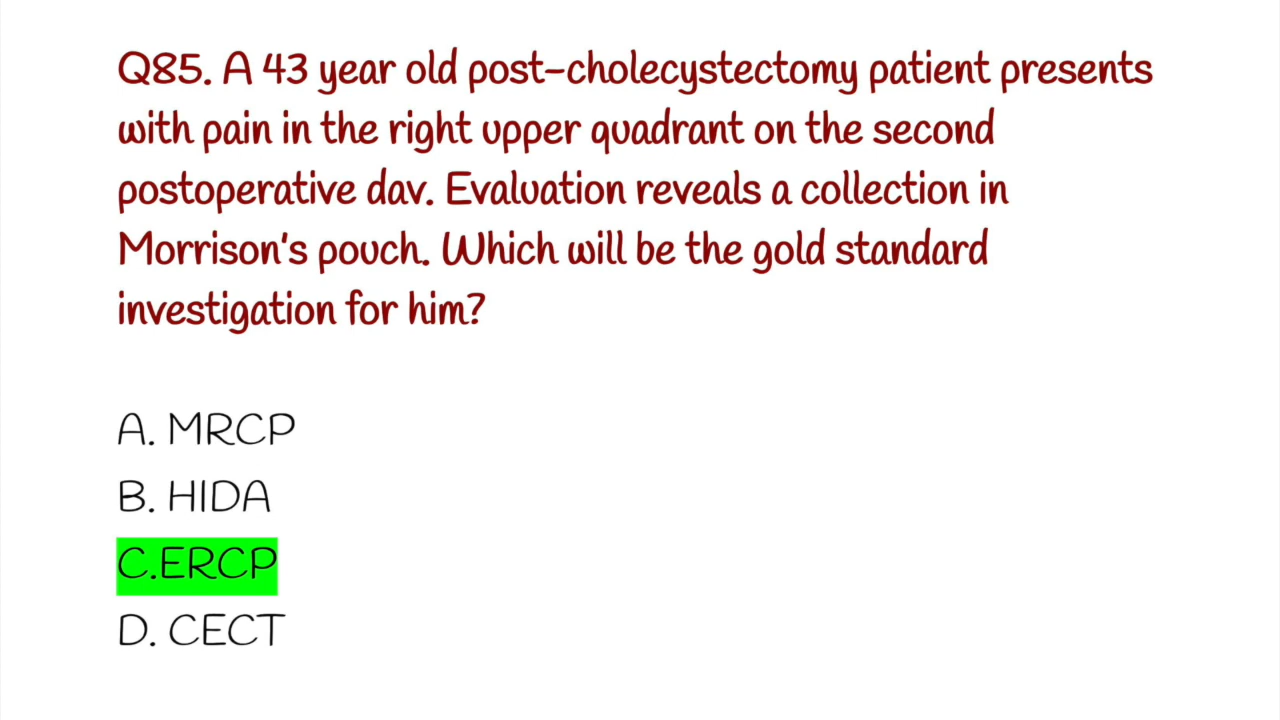 Q85. A 43 year old post-cholecystectomy patient presents
with pain in the right upper quadrant on the second
postoperative dav. Evaluation reveals a collection in
Morrison's pouch. Which will be the gold standard
investigation for him?
A. MRCP
B. HIDA
C.ERCP
D. CECT